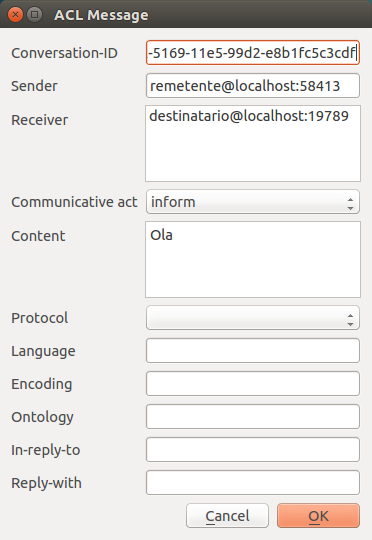 ACL Message
Conversation-ID -5169-11e5-99d2-e8b1fc5c3cdf
Sender remetente@localhost:58413
Receiver destinatario@localhost:19789
Communicative act inform
Content Ola
Protocol
Language
Encoding
Ontology
In-reply-to
Reply-with
Cancel OK